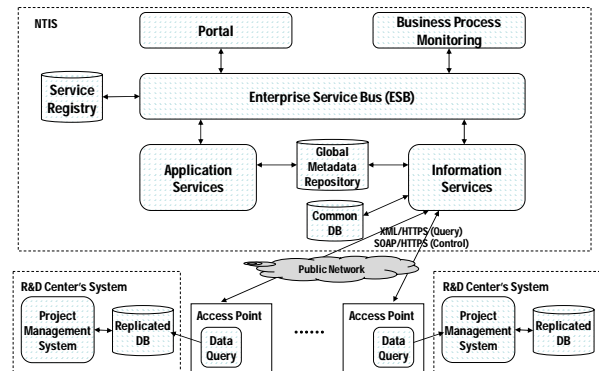 NTIS
Portal
Business Process
Monitoring
Service
Registry
Enterprise Service Bus (ESB)
Application
Services
Global
Metadata
Repository
Information
Services
Common
DB
XML/HTTPS (Query)
SOAP/HTTPS (Control)
Public Network
R&D Center's System
Project
Management
System
Replicated
DB
Access Point
Data
Query
......
Access Point
Data
Query
R&D Center's System
Project
Management
System
Replicated
DB